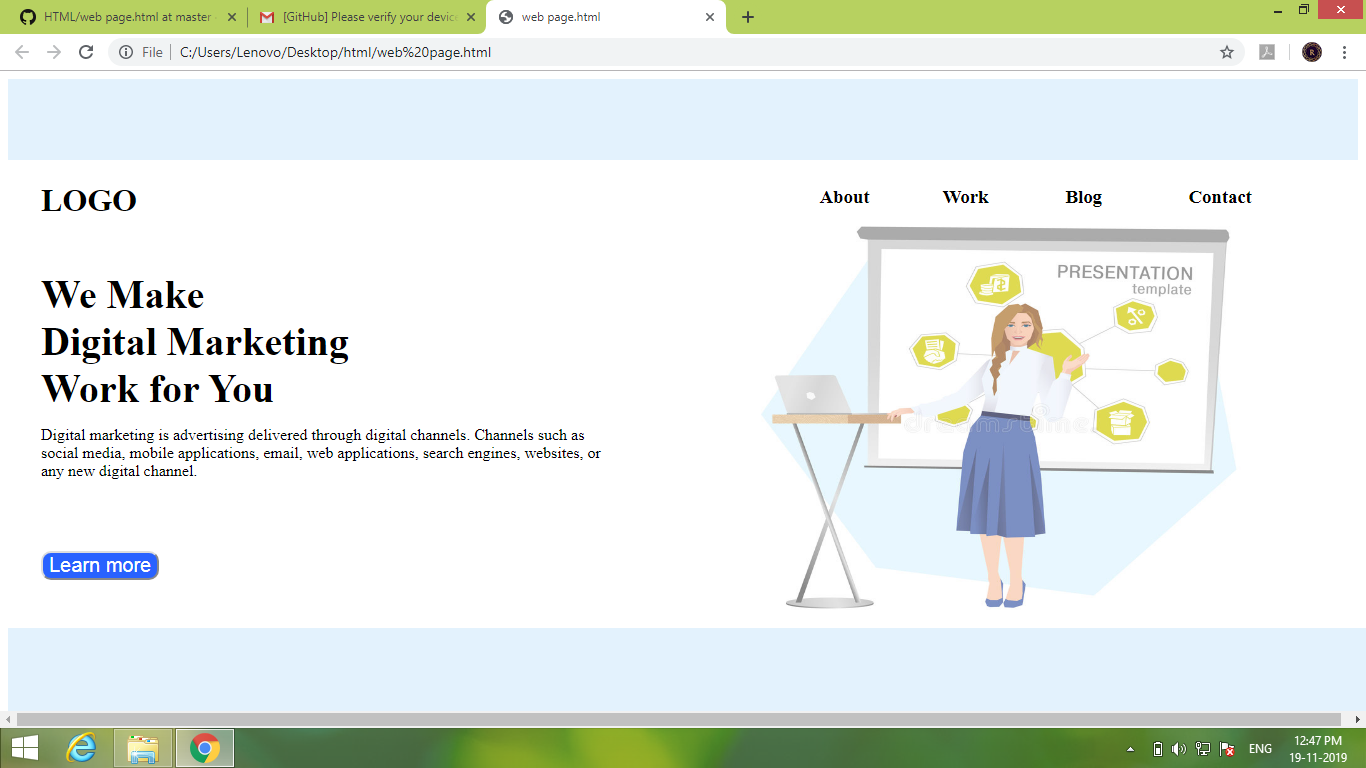 HTML/web page.html at master
[GitHub] Please verify your device
web page.html
File
C:/Users/Lenovo/Desktop/html/web%20page.html
R
LOGO
About Work Blog Contact
We Make
Digital Marketing
Work for You
Digital marketing is advertising delivered through digital channels. Channels such as
social media, mobile applications, email, web applications, search engines, websites, or
any new digital channel.
Learn more
PRESENTATION
template
dreamstime
ENG
12:47 PM
19-11-2019